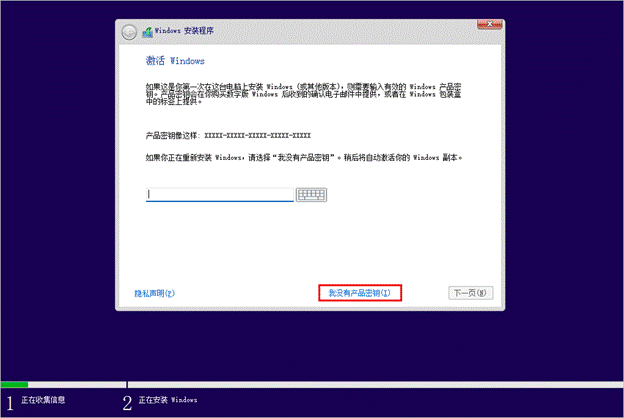 Windows 安装程序
激活 Windows
如果这是你第一次在这台电脑上安装 Windows (或其他版本)，则需要输入有效的 Windows 产品密
钥。产品密钥会在你购买数字版 Windows 后收到的确认电子邮件中提供，或者在 Windows 包装盒
中的标签上提供。
产品密钥像这样: XXXXX-XXXXX-XXXXX-XXXXX-XXXXX
如果你正在重新安装 Windows，请选择“我没有产品密钥”。稍后将自动激活你的 Windows 副本。
隐私声明(P)
我没有产品密钥(I)
下一页(N)
1 正在收集信息
2 正在安装 Windows